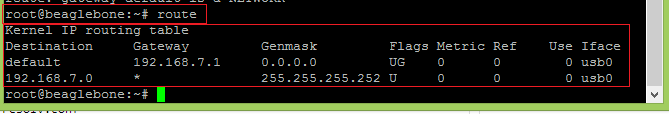 root@beaglebone:~# route
Kernel IP routing table
Destination Gateway Genmask Flags Metric Ref Use Iface
default 192.168.7.1 0.0.0.0 UG 0 0 0 usb0
192.168.7.0 * 255.255.255.252 U 0 0 0 usb0
root@beaglebone:~#